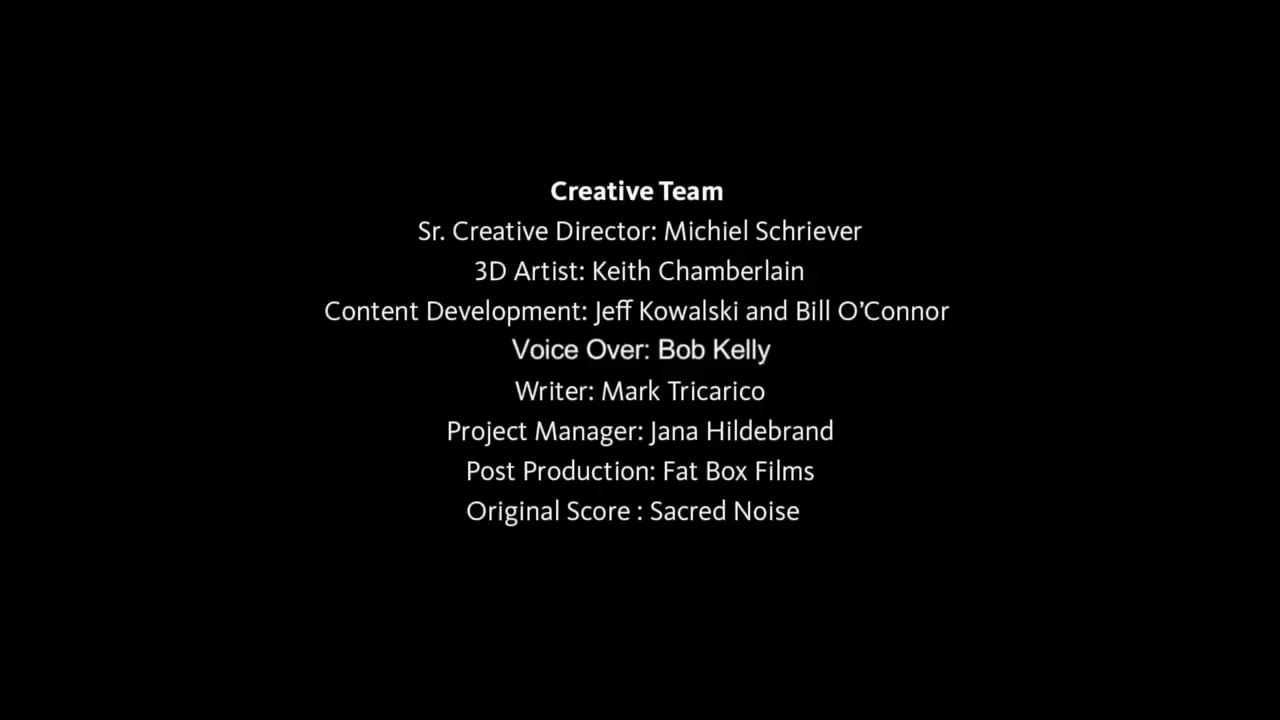 Creative Team
Sr. Creative Director: Michiel Schriever
3D Artist: Keith Chamberlain
Content Development: Jeff Kowalski and Bill O’Connor
Voice Over: Bob Kelly
Writer: Mark Tricarico
Project Manager: Jana Hildebrand
Post Production: Fat Box Films
Original Score : Sacred Noise